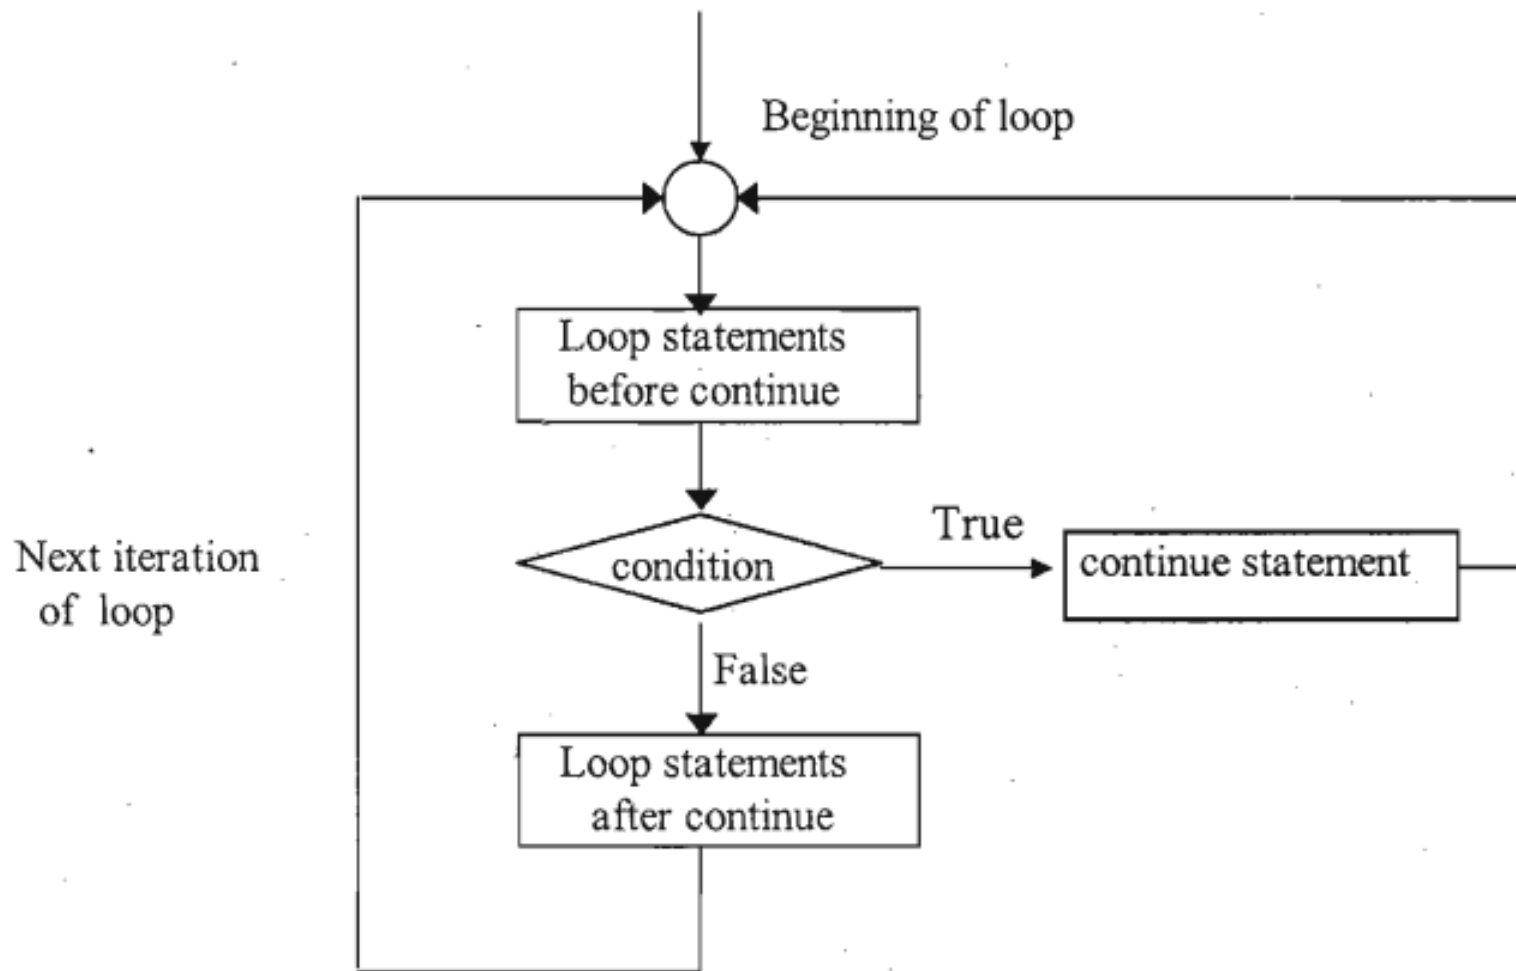 Beginning of loop
Loop statements
before continue
condition
True
continue statement
Next iteration
of loop
False
Loop statements
after continue